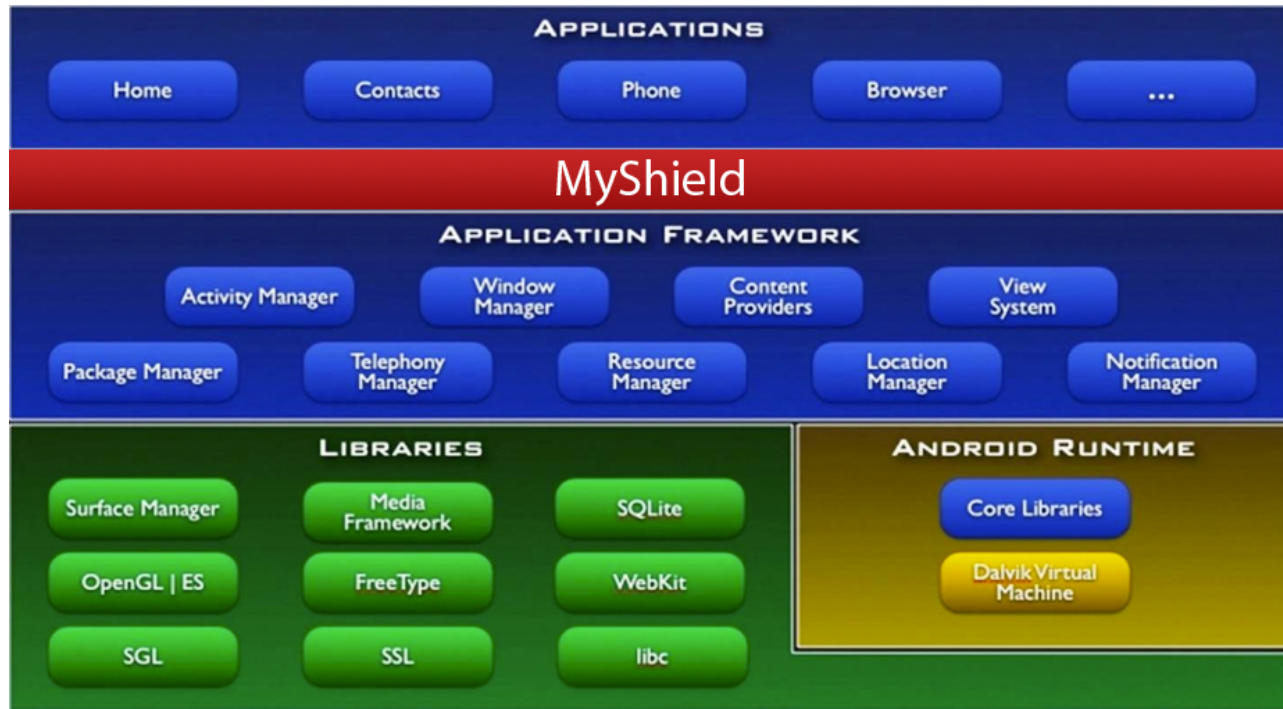 APPLICATIONS
Home Contacts Phone Browser ...
MyShield
APPLICATION FRAMEWORK
Activity Manager Window Manager Content Providers View System
Package Manager Telephony Manager Resource Manager Location Manager Notification Manager
LIBRARIES
Surface Manager Media Framework SQLite
OpenGL | ES FreeType WebKit
SGL SSL libc
ANDROID RUNTIME
Core Libraries
Dalvik Virtual Machine